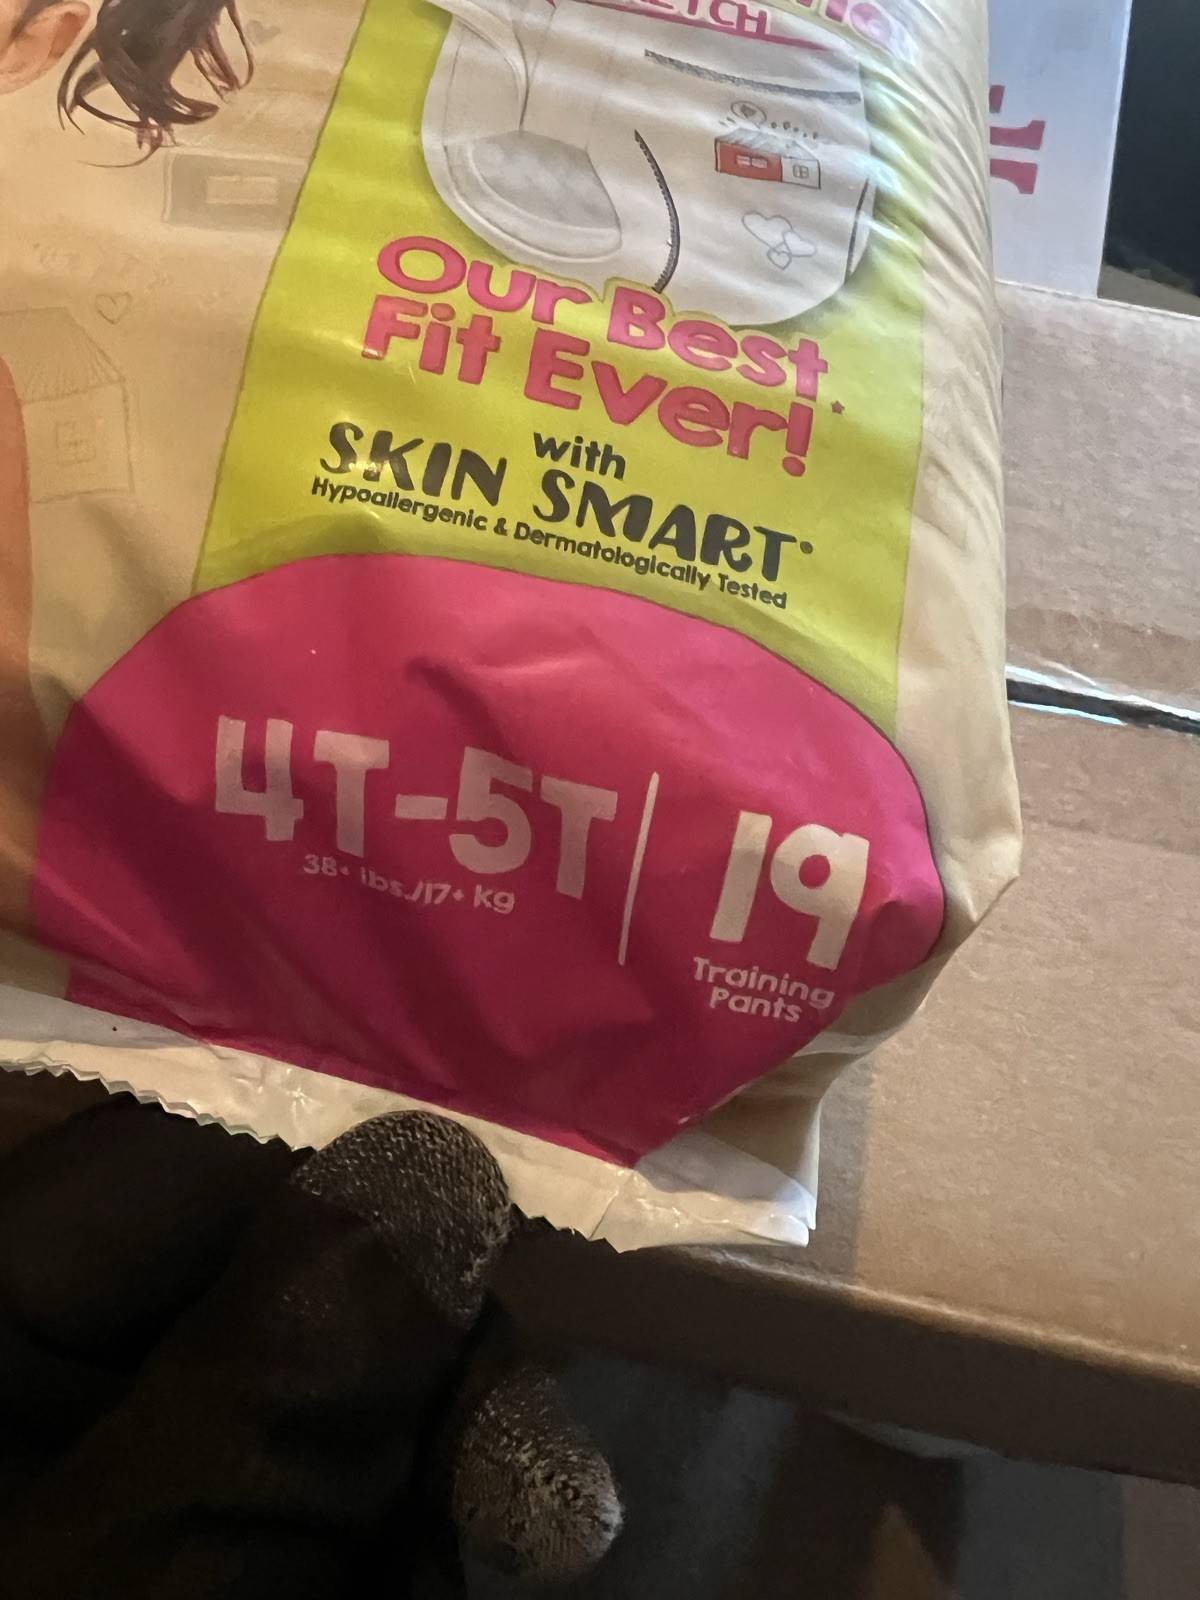 Our Best
Fit Ever!*
with
SKIN SMART
Hypoallergenic & Dermatologically Tested
4T-5T
38+ lbs./17+ kg
19
Training
Pants